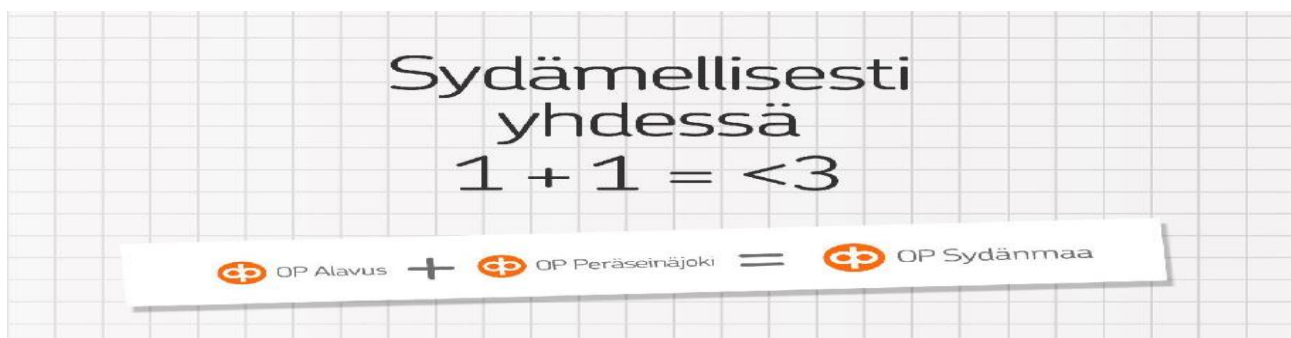 Sydämellisesti
yhdessä
1 + 1 = <3
OP Alavus + OP Peräseinäjoki = OP Sydänmaa